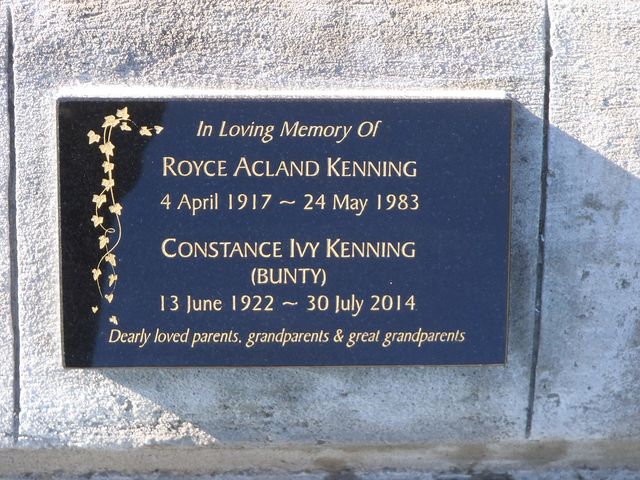 In Loving Memory Of
ROYCE ACLAND KENNING
4 April 1917 ~ 24 May 1983
CONSTANCE IVY KENNING
(BUNTY)
13 June 1922 ~ 30 July 2014
Dearly loved parents, grandparents & great grandparents